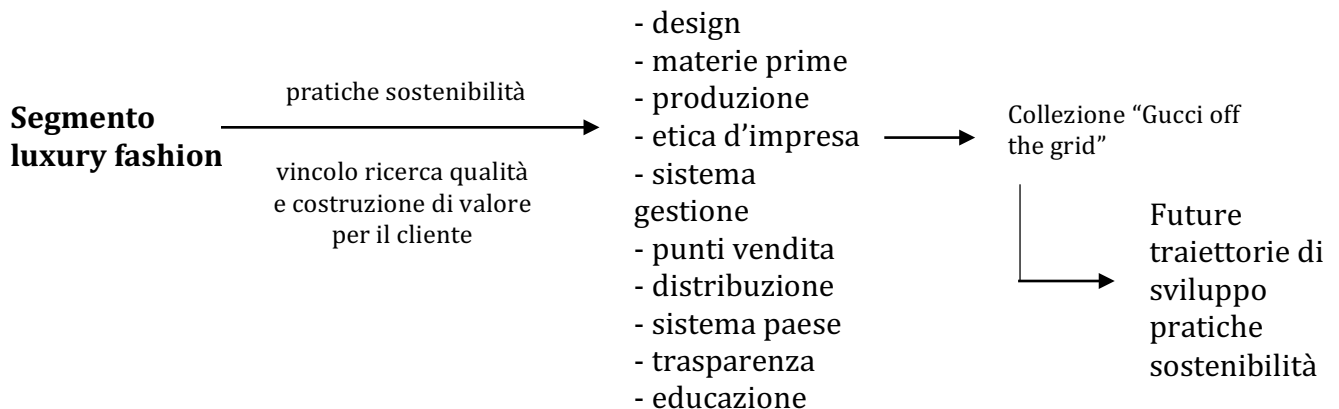 Segmento
luxury fashion
pratiche sostenibilità
vincolo ricerca qualità
e costruzione di valore
per il cliente
- design
- materie prime
- produzione
- etica d’impresa
- sistema
gestione
- punti vendita
- distribuzione
- sistema paese
- trasparenza
- educazione
Collezione “Gucci off
the grid”
Future
traiettorie di
sviluppo
pratiche
sostenibilità